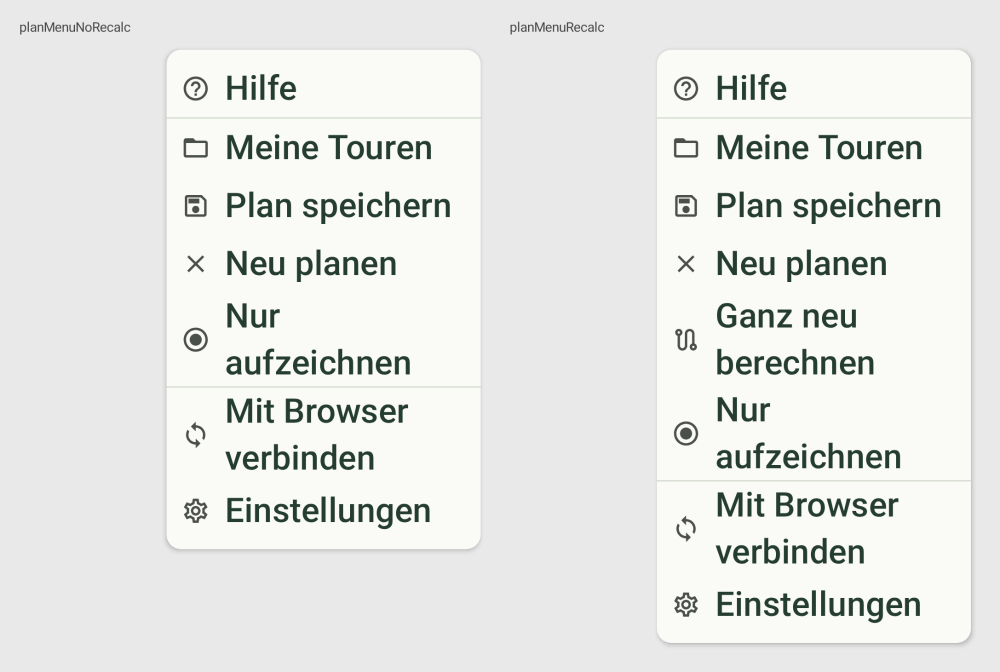 planMenuNoRecalc
Hilfe
Meine Touren
Plan speichern
Neu planen
Nur
aufzeichnen
Mit Browser
verbinden
Einstellungen
planMenuRecalc
Hilfe
Meine Touren
Plan speichern
Neu planen
Ganz neu
berechnen
Nur
aufzeichnen
Mit Browser
verbinden
Einstellungen